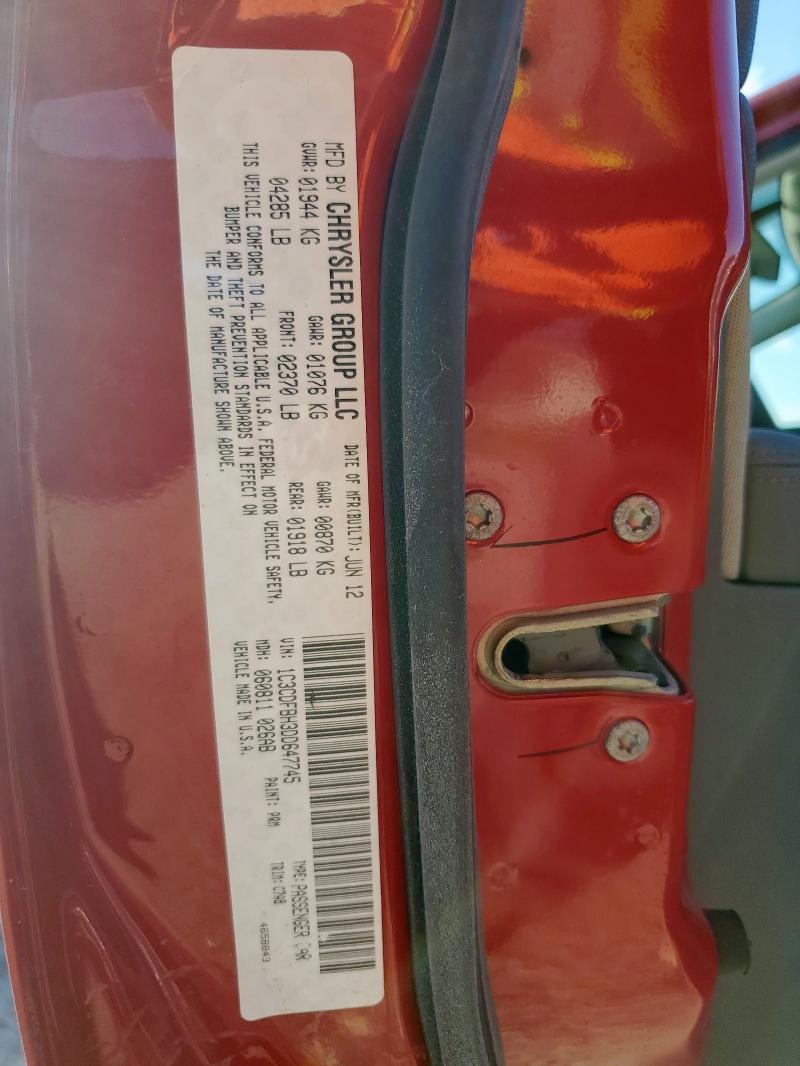 MFD BY CHRYSLER GROUP LLC DATE OF MFR(BUILT): JUN 12
GVWR: 01944 KG GAWR: 01076 KG GAWR: 00870 KG
04285 LB FRONT: 02370 LB REAR: 01918 LB
THIS VEHICLE CONFORMS TO ALL APPLICABLE U.S.A. FEDERAL MOTOR VEHICLE SAFETY,
BUMPER AND THEFT PREVENTION STANDARDS IN EFFECT ON
THE DATE OF MANUFACTURE SHOWN ABOVE.
VIN: 1C3CDFBH3DD647745 TYPE: PASSENGER
MDH: 060811 026AB PAINT: PRM TRIM: C7A8
VEHICLE MADE IN U.S.A. 4658843